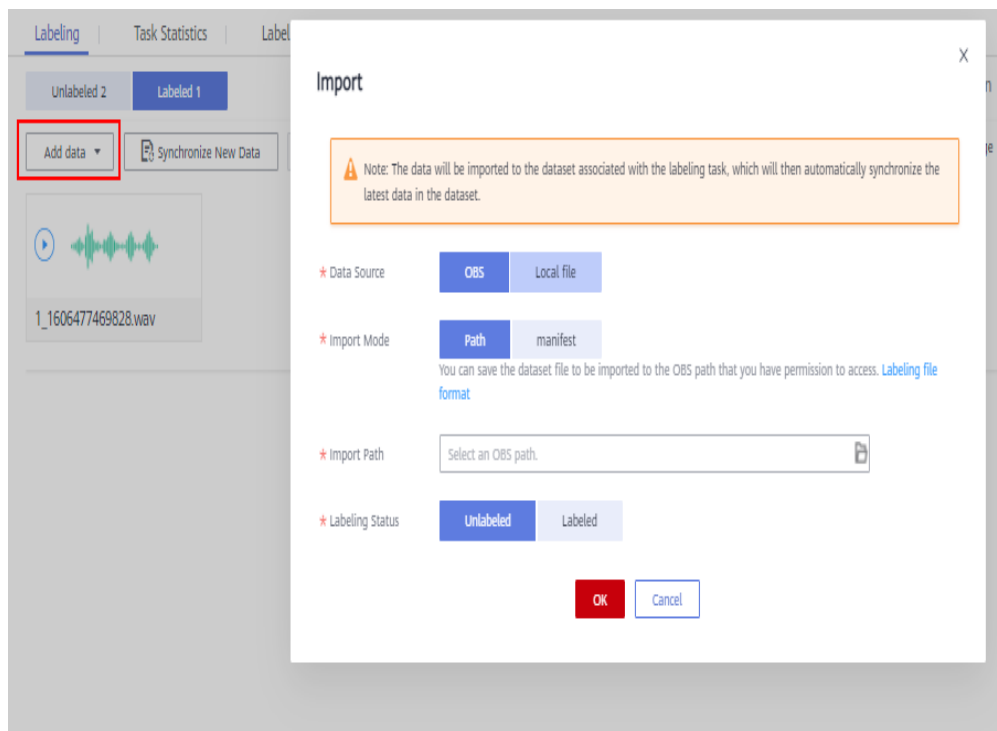 Labeling
Task Statistics
Label
Unlabeled 2
Labeled 1
Add data
Synchronize New Data
1_1606477469828.wav
X
Import
Note: The data will be imported to the dataset associated with the labeling task, which will then automatically synchronize the
latest data in the dataset.
* Data Source
OBS
Local file
* Import Mode
Path
manifest
You can save the dataset file to be imported to the OBS path that you have permission to access. Labeling file
format
* Import Path
Select an OBS path.
* Labeling Status
Unlabeled
Labeled
OK
Cancel